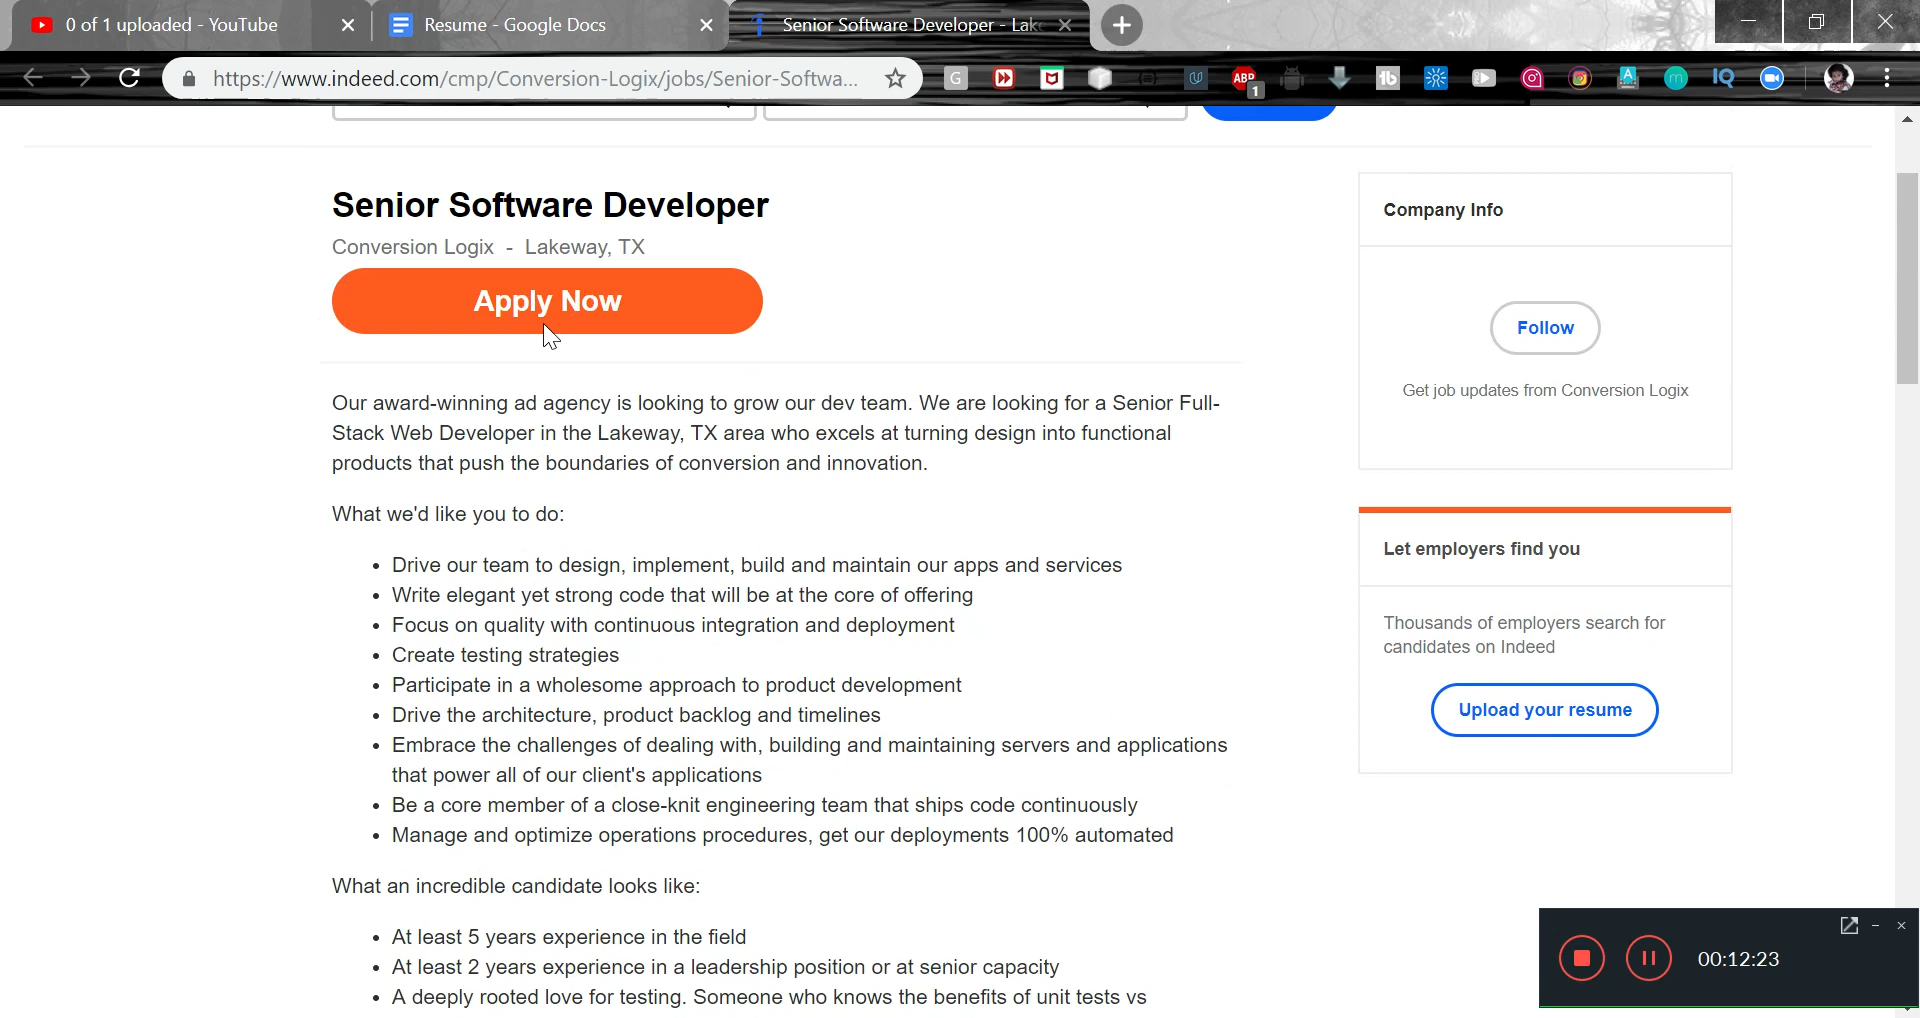 0 of 1 uploaded - YouTube
Resume - Google Docs
Senior Software Developer - Lak
https://www.indeed.com/cmp/Conversion-Logix/jobs/Senior-Softwa...
G
ABP
1
tb
A
m
IQ
Senior Software Developer
Conversion Logix - Lakeway, TX
Apply Now
Our award-winning ad agency is looking to grow our dev team. We are looking for a Senior Full-
Stack Web Developer in the Lakeway, TX area who excels at turning design into functional
products that push the boundaries of conversion and innovation.
What we'd like you to do:
• Drive our team to design, implement, build and maintain our apps and services
• Write elegant yet strong code that will be at the core of offering
• Focus on quality with continuous integration and deployment
• Create testing strategies
• Participate in a wholesome approach to product development
• Drive the architecture, product backlog and timelines
• Embrace the challenges of dealing with, building and maintaining servers and applications
that power all of our client's applications
• Be a core member of a close-knit engineering team that ships code continuously
• Manage and optimize operations procedures, get our deployments 100% automated
What an incredible candidate looks like:
• At least 5 years experience in the field
• At least 2 years experience in a leadership position or at senior capacity
• A deeply rooted love for testing. Someone who knows the benefits of unit tests vs
Company Info
Follow
Get job updates from Conversion Logix
Let employers find you
Thousands of employers search for
candidates on Indeed
Upload your resume
00:12:23